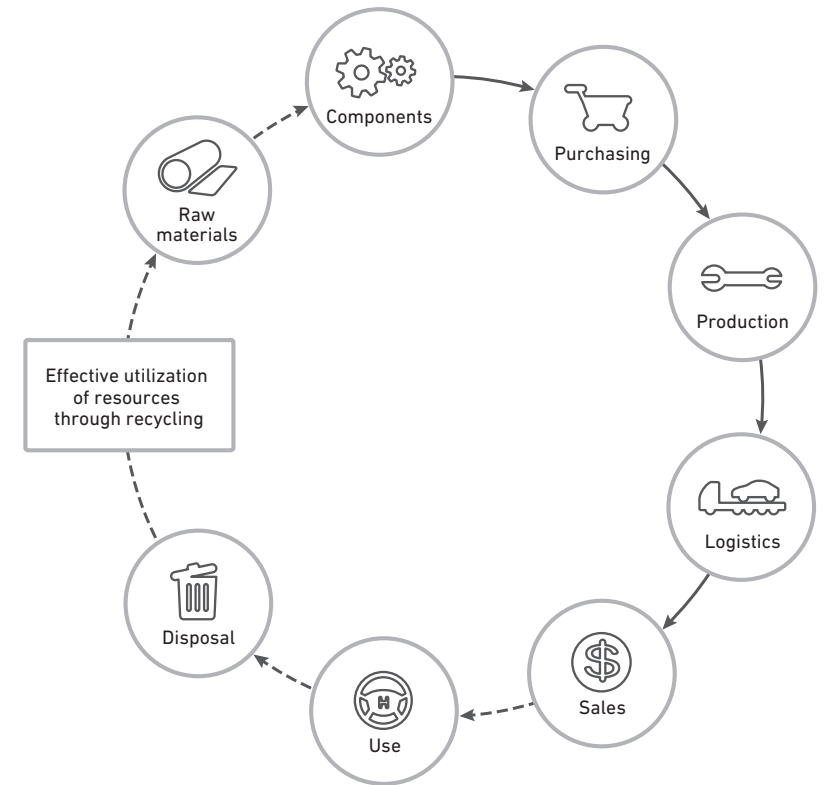 Components
Purchasing
Production
Logistics
Sales
H
Use
Disposal
Effective utilization
of resources
through recycling
Raw
materials
$